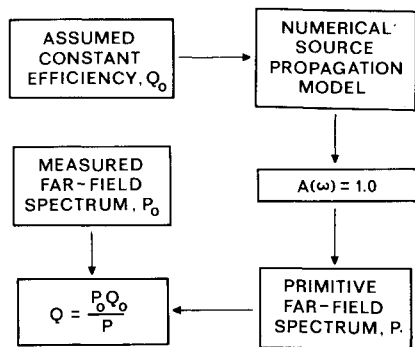 ASSUMED
CONSTANT
EFFICIENCY, Q₀
NUMERICAL
SOURCE
PROPAGATION
MODEL
MEASURED
FAR-FIELD
SPECTRUM, P₀
A(ω) = 1.0
Q = P₀Q₀/P
PRIMITIVE
FAR-FIELD
SPECTRUM, P